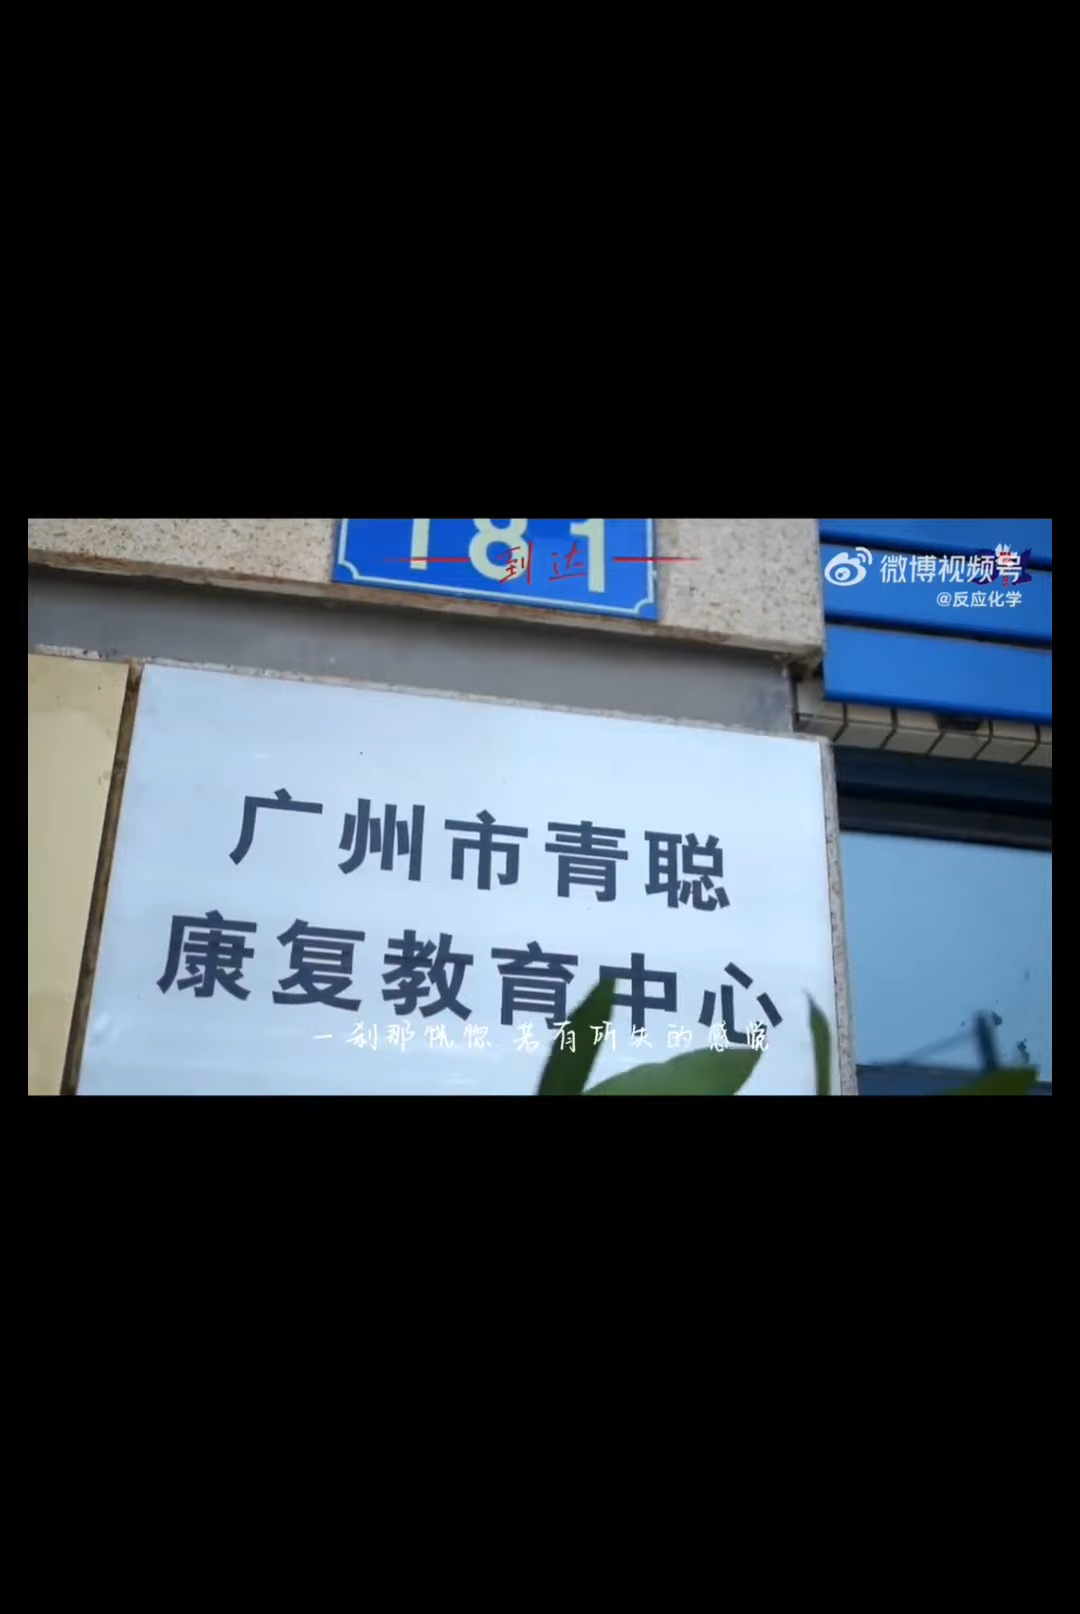 181
到达
微博视频号
@反应化学
广州市青聪
康复教育中心
一刹那恍惚 若有所失的感觉